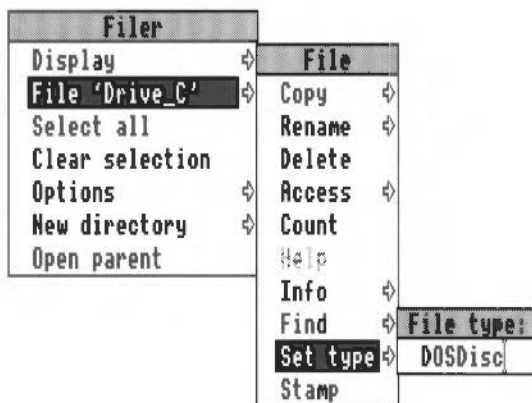 Filer
Display
File ‘Drive_C’
Select all
Clear selection
Options
New directory
Open parent
File
Copy
Rename
Delete
Access
Count
Help
Info
Find
Set type
Stamp
File type:
DOSDisc